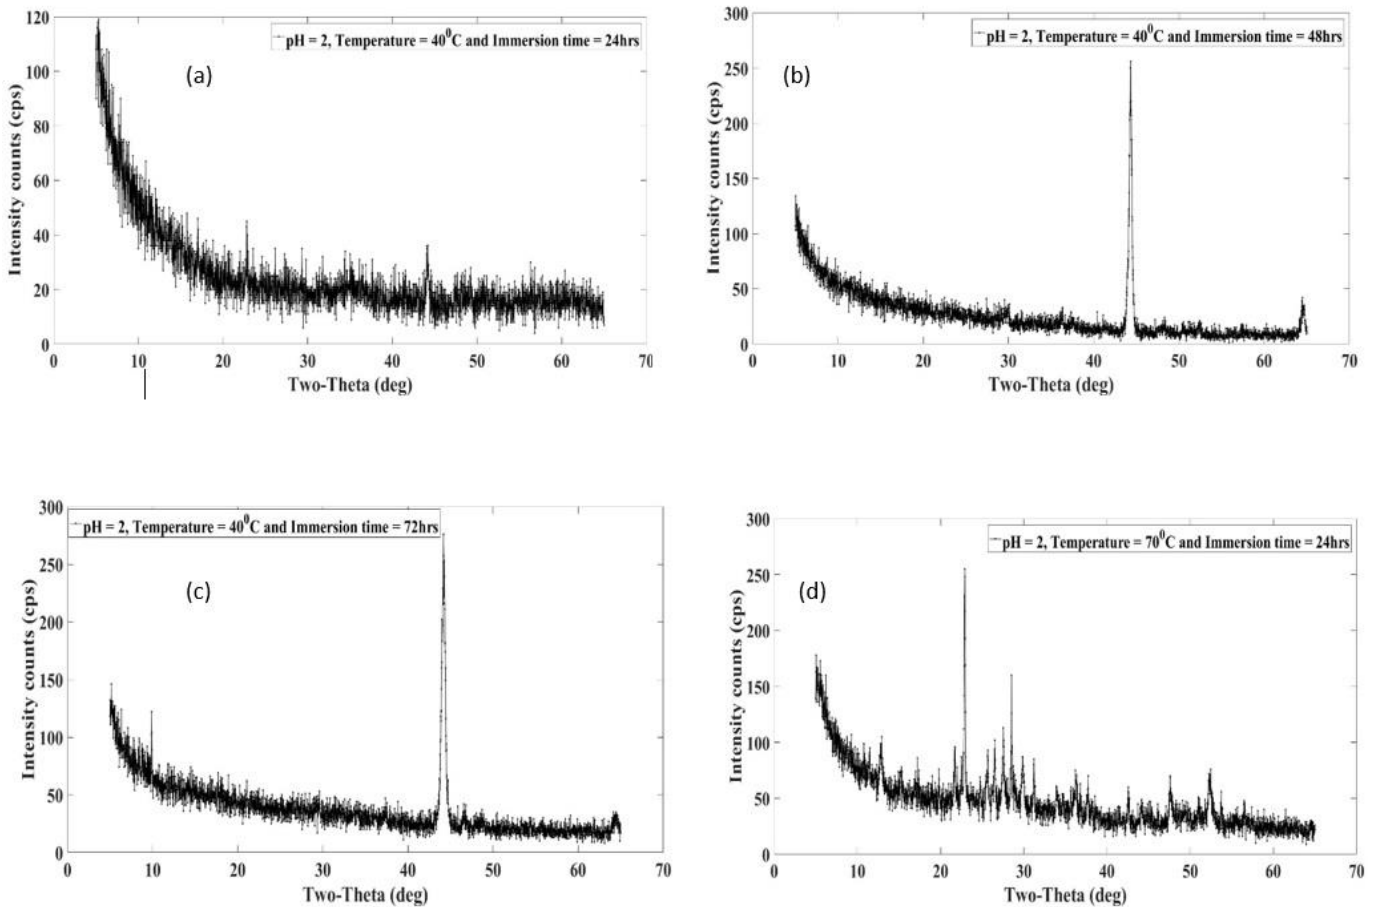 120
100
80
60
40
20
0
Intensity counts (cps)
pH = 2, Temperature = 40⁰C and Immersion time = 24hrs
(a)
0 10 20 30 40 50 60 70
Two-Theta (deg)
300
250
200
150
100
50
0
Intensity counts (cps)
pH = 2, Temperature = 40⁰C and Immersion time = 48hrs
(b)
0 10 20 30 40 50 60 70
Two-Theta (deg)
300
250
200
150
100
50
0
Intensity counts (cps)
pH = 2, Temperature = 40⁰C and Immersion time = 72hrs
(c)
0 10 20 30 40 50 60 70
Two-Theta (deg)
300
250
200
150
100
50
0
Intensity counts (cps)
pH = 2, Temperature = 70⁰C and Immersion time = 24hrs
(d)
0 10 20 30 40 50 60 70
Two-Theta (deg)